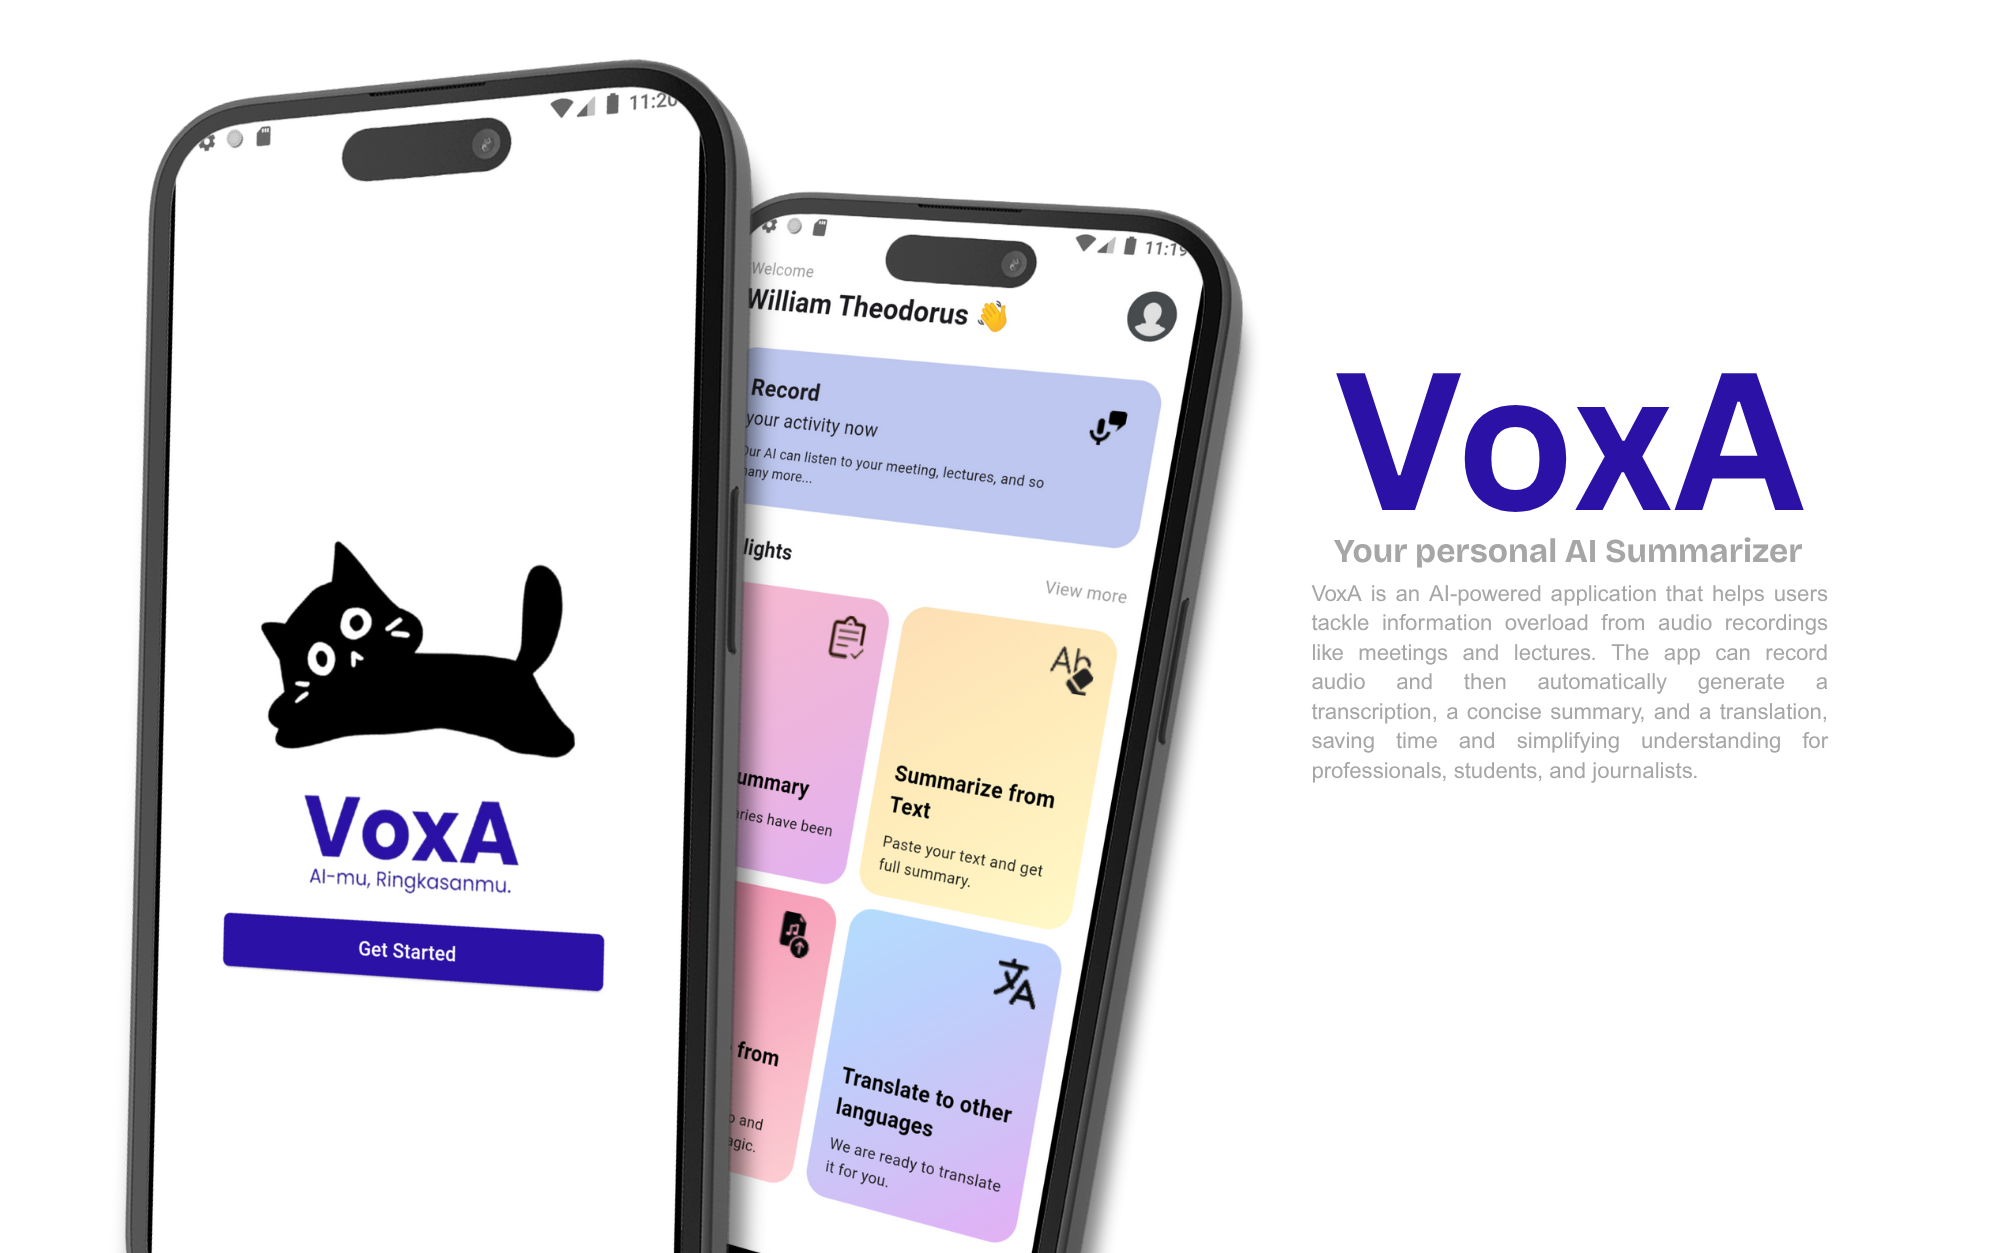 11:20
VoxA
AI-mu, Ringkasanmu.
Get Started
11:19
Welcome
William Theodorus 👋
Record
your activity now
Our AI can listen to your meeting, lectures, and so
many more...
View more
have been
Summarize from
Text
Paste your text and get
full summary.
from
and
Translate to other
languages
We are ready to translate
it for you.
VoxA
Your personal AI Summarizer
VoxA is an AI-powered application that helps users
tackle information overload from audio recordings
like meetings and lectures. The app can record
audio and then automatically generate a
transcription, a concise summary, and a translation,
saving time and simplifying understanding for
professionals, students, and journalists.